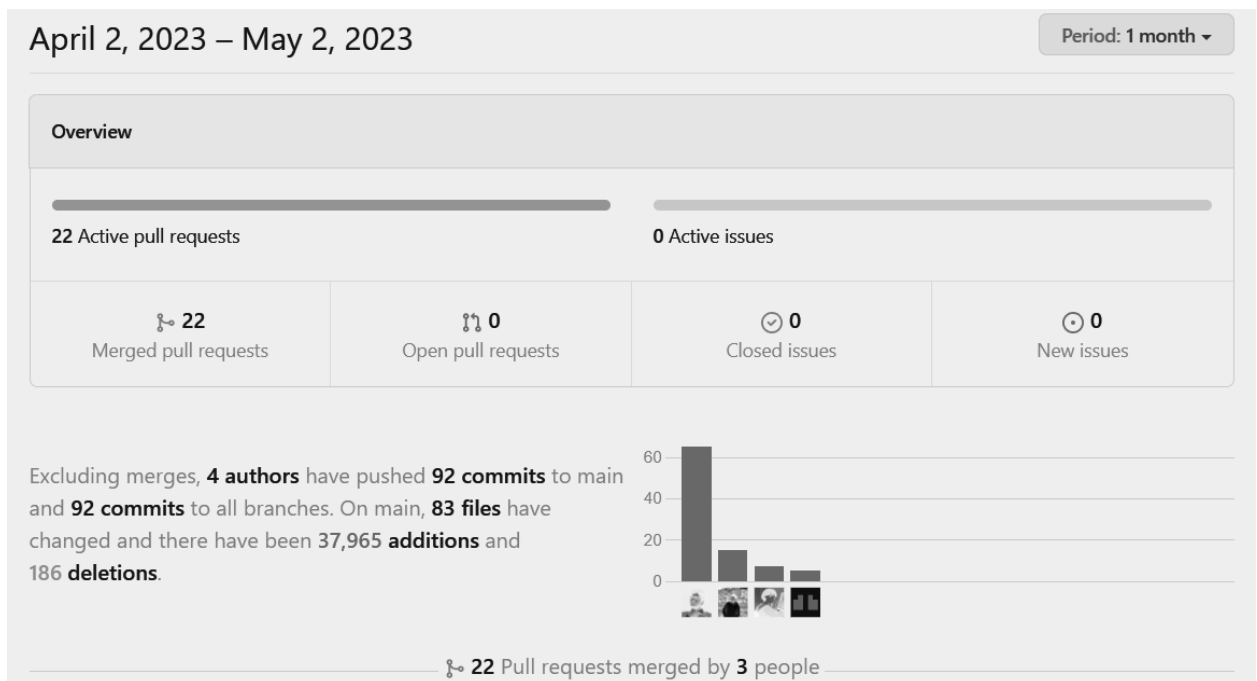 April 2, 2023 – May 2, 2023
Period: 1 month
Overview
22 Active pull requests
0 Active issues
22
Merged pull requests
0
Open pull requests
0
Closed issues
0
New issues
Excluding merges, 4 authors have pushed 92 commits to main
and 92 commits to all branches. On main, 83 files have
changed and there have been 37,965 additions and
186 deletions.
60
40
20
0
22 Pull requests merged by 3 people